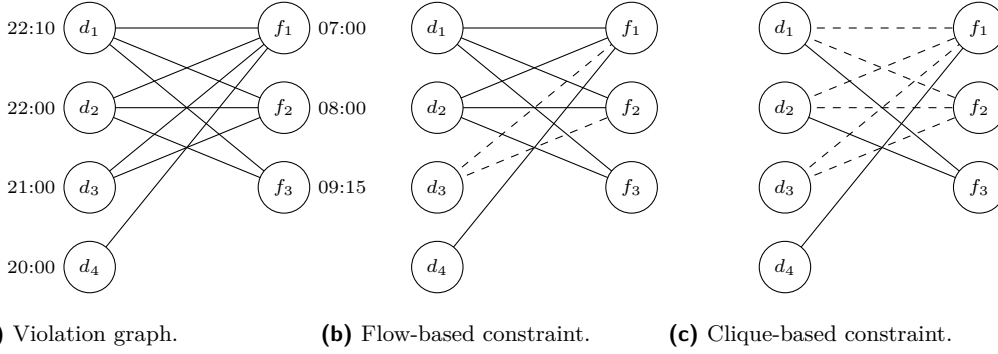 22:10 d1 f1 07:00 d1 f1 d1 f1
22:00 d2 f2 08:00 d2 f2 d2 f2
21:00 d3 f3 09:15 d3 f3 d3 f3
20:00 d4 d4 d4
) Violation graph. (b) Flow-based constraint. (c) Clique-based constraint.